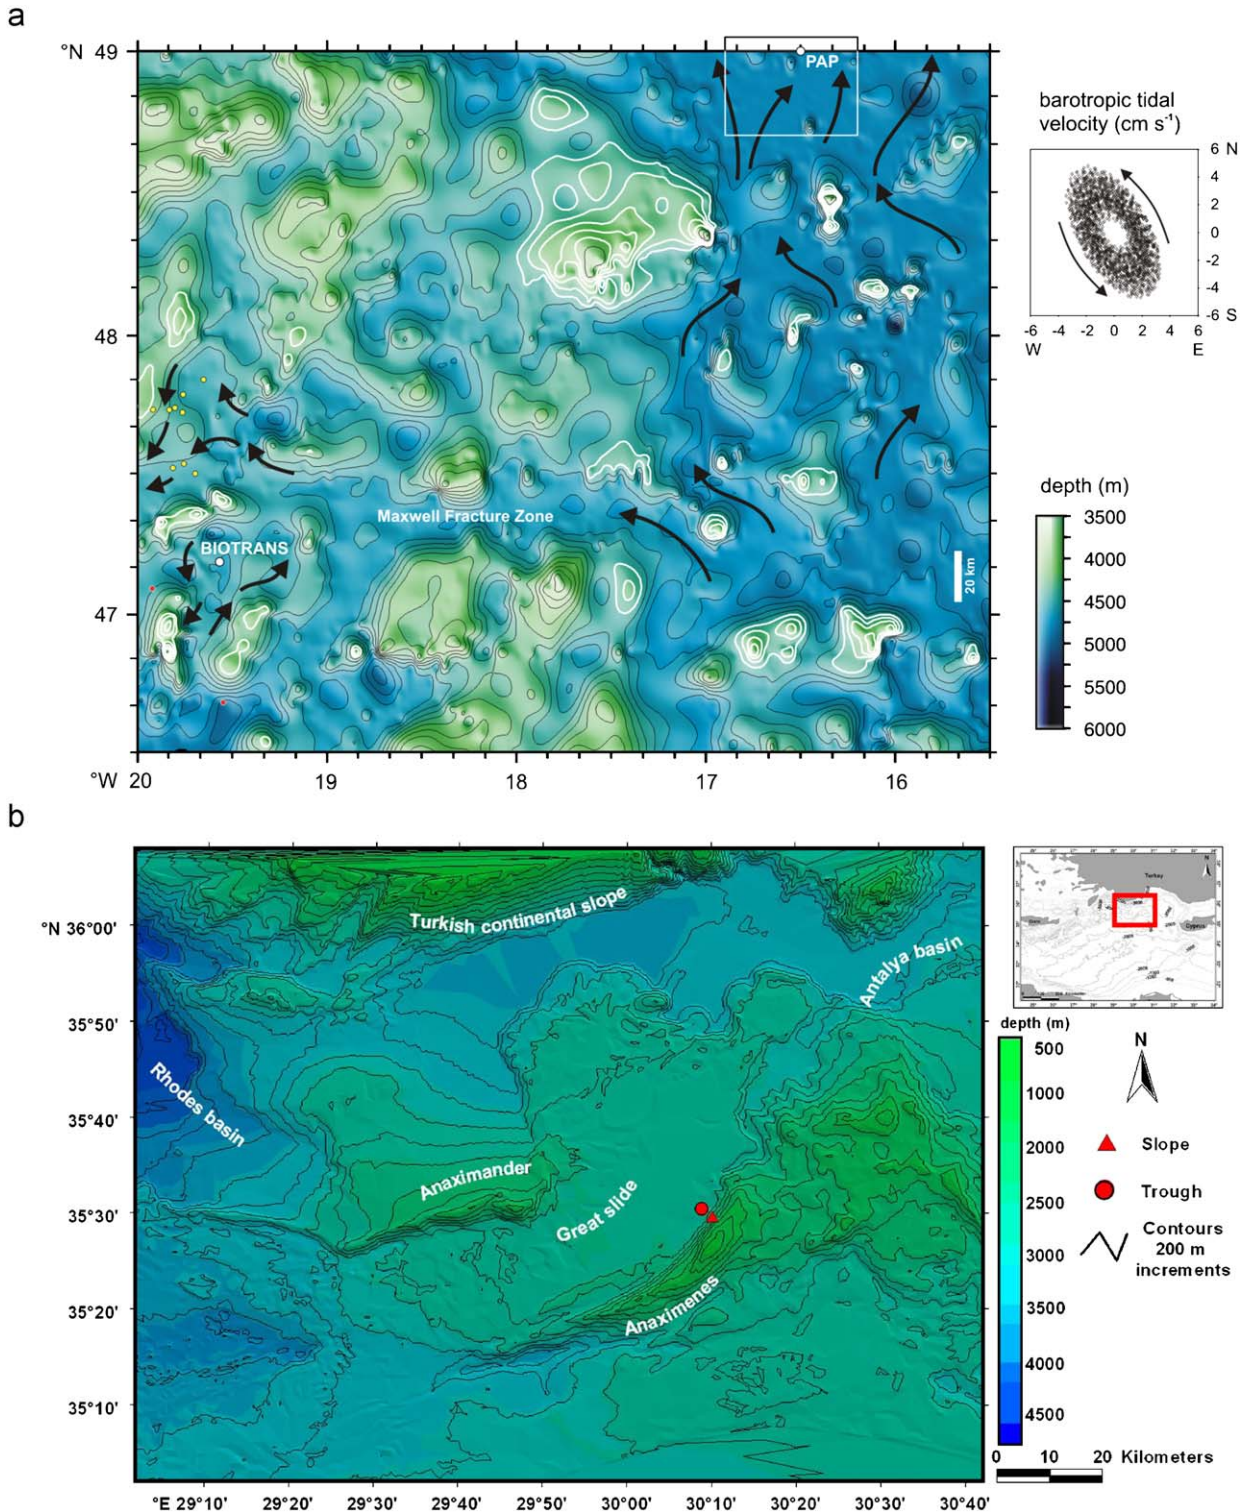 a
°N
49
48
47
PAP
Maxwell Fracture Zone
BIOTRANS
20 km
°W
20
19
18
17
16
barotropic tidal
velocity (cm s⁻¹)
6 N
4
2
0
-2
-4
-6 S
-6 -4 -2 0 2 4 6
W E
depth (m)
3500
4000
4500
5000
5500
6000
b
°N 36°00'
35°50'
35°40'
35°30'
35°20'
35°10'
Turkish continental slope
Antalya basin
Rhodes basin
Anaximander
Great slide
Anaximenes
°E 29°10' 29°20' 29°30' 29°40' 29°50' 30°00' 30°10' 30°20' 30°30' 30°40'
N
Turkey
Cyprus
depth (m)
500
1000
2000
2500
3000
3500
4000
4500
N
Slope
Trough
Contours
200 m
increments
0 10 20 Kilometers